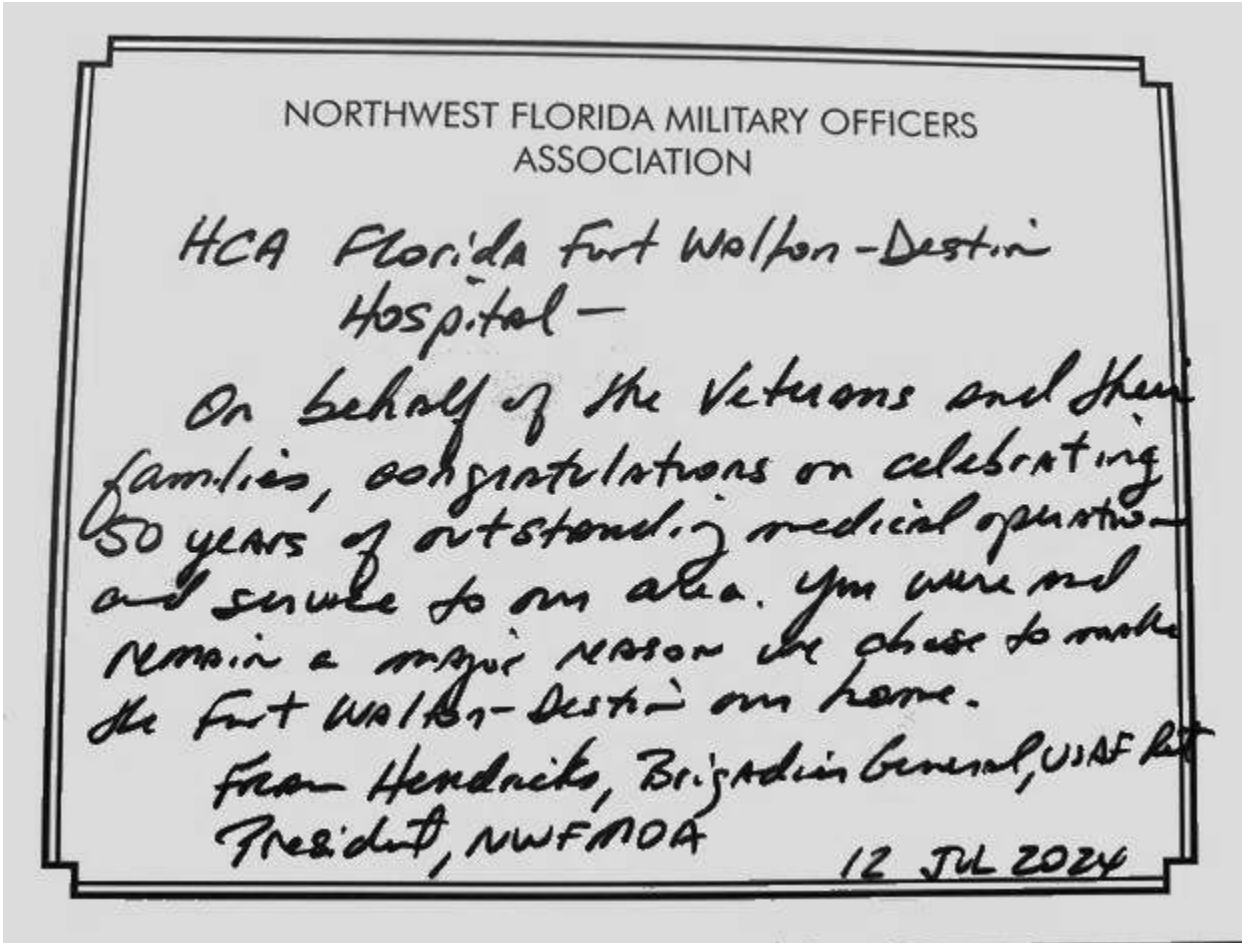 NORTHWEST FLORIDA MILITARY OFFICERS
ASSOCIATION
HCA Florida Fort Walton-Destin
Hospital —
On behalf of the Veterans and their
families, congratulations on celebrating
50 years of outstanding medical operation
and service to our area. You were and
remain a major reason we chose to make
the Fort Walton-Destin our home.
Fran Hendricks, Brigadier General, USAF Ret
President, NWFMOA
12 JUL 2024